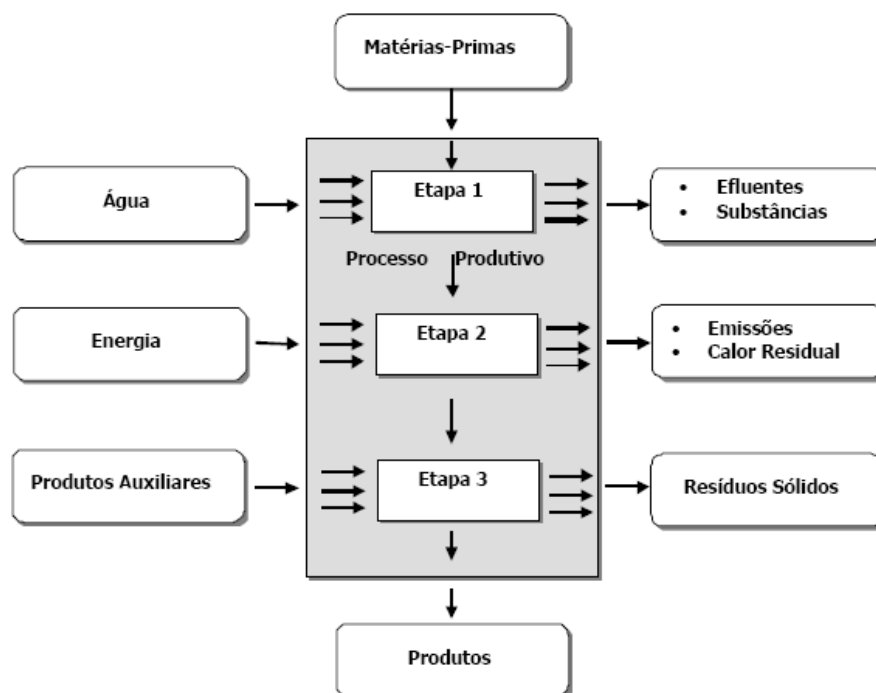 Matérias-Primas
Água
Etapa 1
• Efluentes
• Substâncias
Processo Produtivo
Energia
Etapa 2
• Emissões
• Calor Residual
Produtos Auxiliares
Etapa 3
Resíduos Sólidos
Produtos